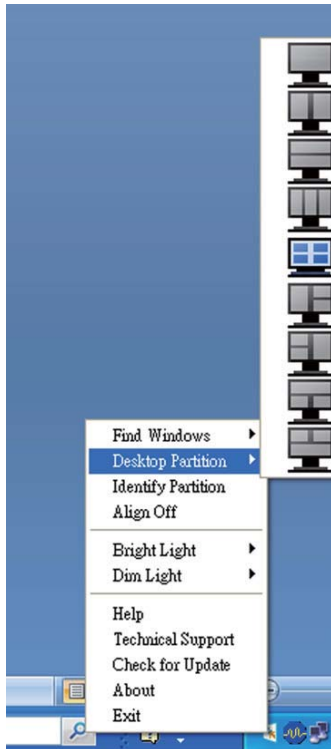 Find Windows
Desktop Partition
Identify Partition
Align Off
Bright Light
Dim Light
Help
Technical Support
Check for Update
About
Exit